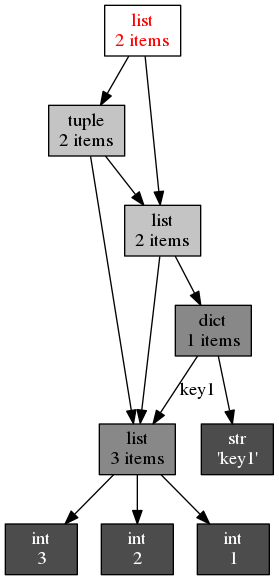 list
2 items
tuple
2 items
list
2 items
dict
1 items
key1
list
3 items
str
'key1'
int
3
int
2
int
1